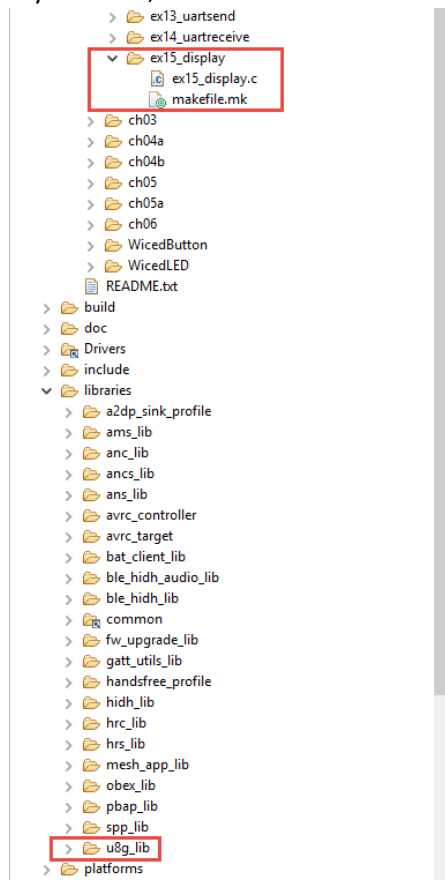 ex13_uartsend
ex14_uartreceive
ex15_display
ex15_display.c
makefile.mk
ch03
ch04a
ch04b
ch05
ch05a
ch06
WicedButton
WicedLED
README.txt
build
doc
Drivers
include
libraries
a2dp_sink_profile
ams_lib
anc_lib
ancs_lib
ans_lib
avrc_controller
avrc_target
bat_client_lib
ble_hidh_audio_lib
ble_hidh_lib
common
fw_upgrade_lib
gatt_utils_lib
handsfree_profile
hidh_lib
hrc_lib
hrs_lib
mesh_app_lib
obex_lib
pbap_lib
spp_lib
u8g_lib
platforms